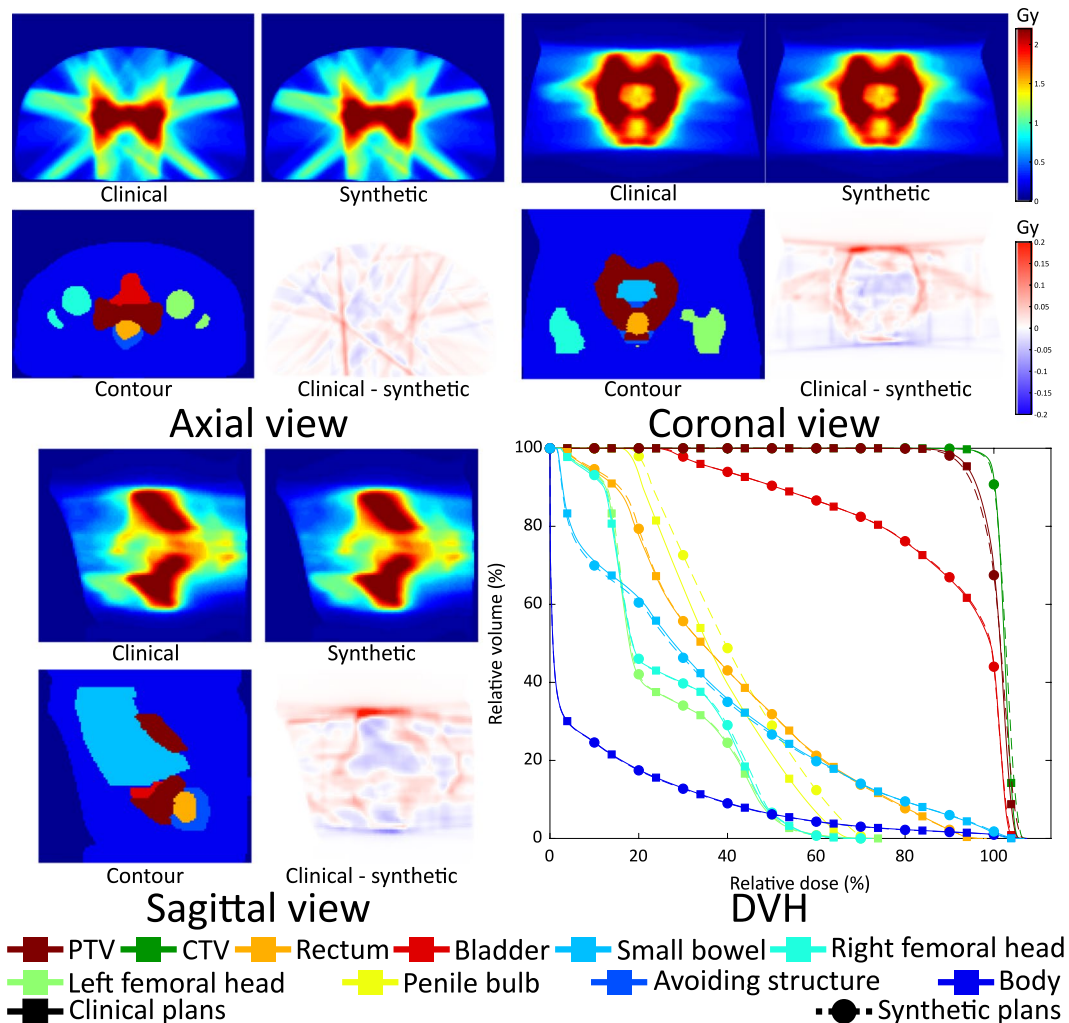 Gy
2
1.5
1
0.5
0
Clinical
Synthetic
Clinical
Synthetic
Gy
0.2
0.15
0.1
0.05
0
-0.05
-0.1
-0.15
-0.2
Contour
Clinical - synthetic
Contour
Clinical - synthetic
Axial view
Coronal view
Clinical
Synthetic
Contour
Clinical - synthetic
Sagittal view
100
80
60
40
20
0
Relative volume (%)
0 20 40 60 80 100
Relative dose (%)
DVH
PTV CTV Rectum Bladder Small bowel Right femoral head
Left femoral head Penile bulb Avoiding structure Body
Clinical plans Synthetic plans